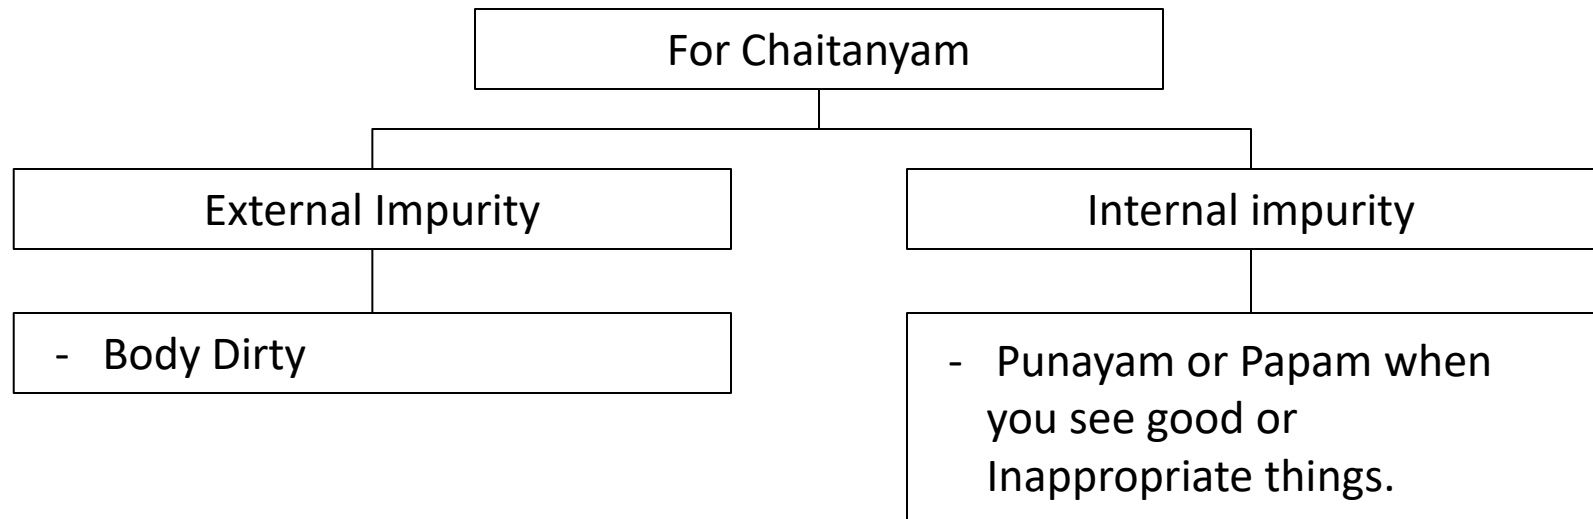 For Chaitanyam
External Impurity
Internal impurity
- Body Dirty
- Punayam or Papam when
you see good or
Inappropriate things.